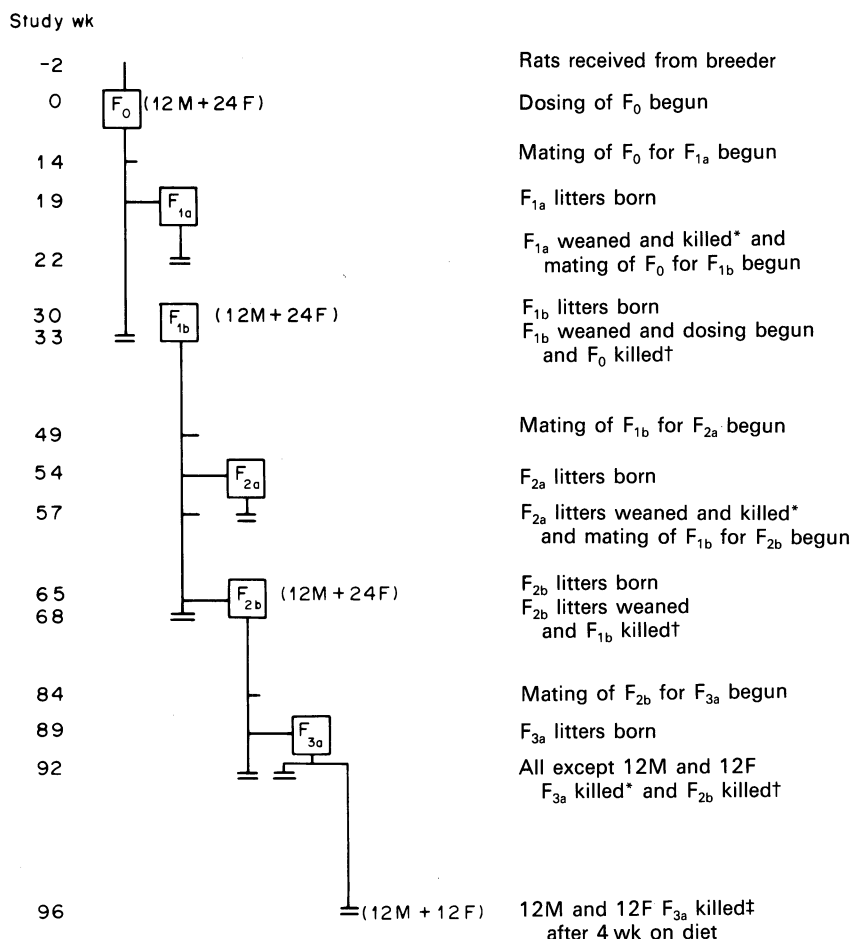 Study wk
-2 Rats received from breeder
0 F₀ (12M+24F) Dosing of F₀ begun
14 Mating of F₀ for F₁ₐ begun
19 F₁ₐ F₁ₐ litters born
F₁ₐ weaned and killed* and
22 mating of F₀ for F₁b begun
30 F₁b (12M+24F) F₁b litters born
33 F₁b weaned and dosing begun
and F₀ killed†
49 Mating of F₁b for F₂ₐ begun
54 F₂ₐ F₂ₐ litters born
57 F₂ₐ litters weaned and killed*
and mating of F₁b for F₂b begun
65 F₂b (12M+24F) F₂b litters born
68 F₂b litters weaned
and F₁b killed†
84 Mating of F₂b for F₃ₐ begun
89 F₃ₐ F₃ₐ litters born
92 All except 12M and 12F
F₃ₐ killed* and F₂b killed†
96 (12M+12F) 12M and 12F F₃ₐ killed‡
after 4 wk on diet